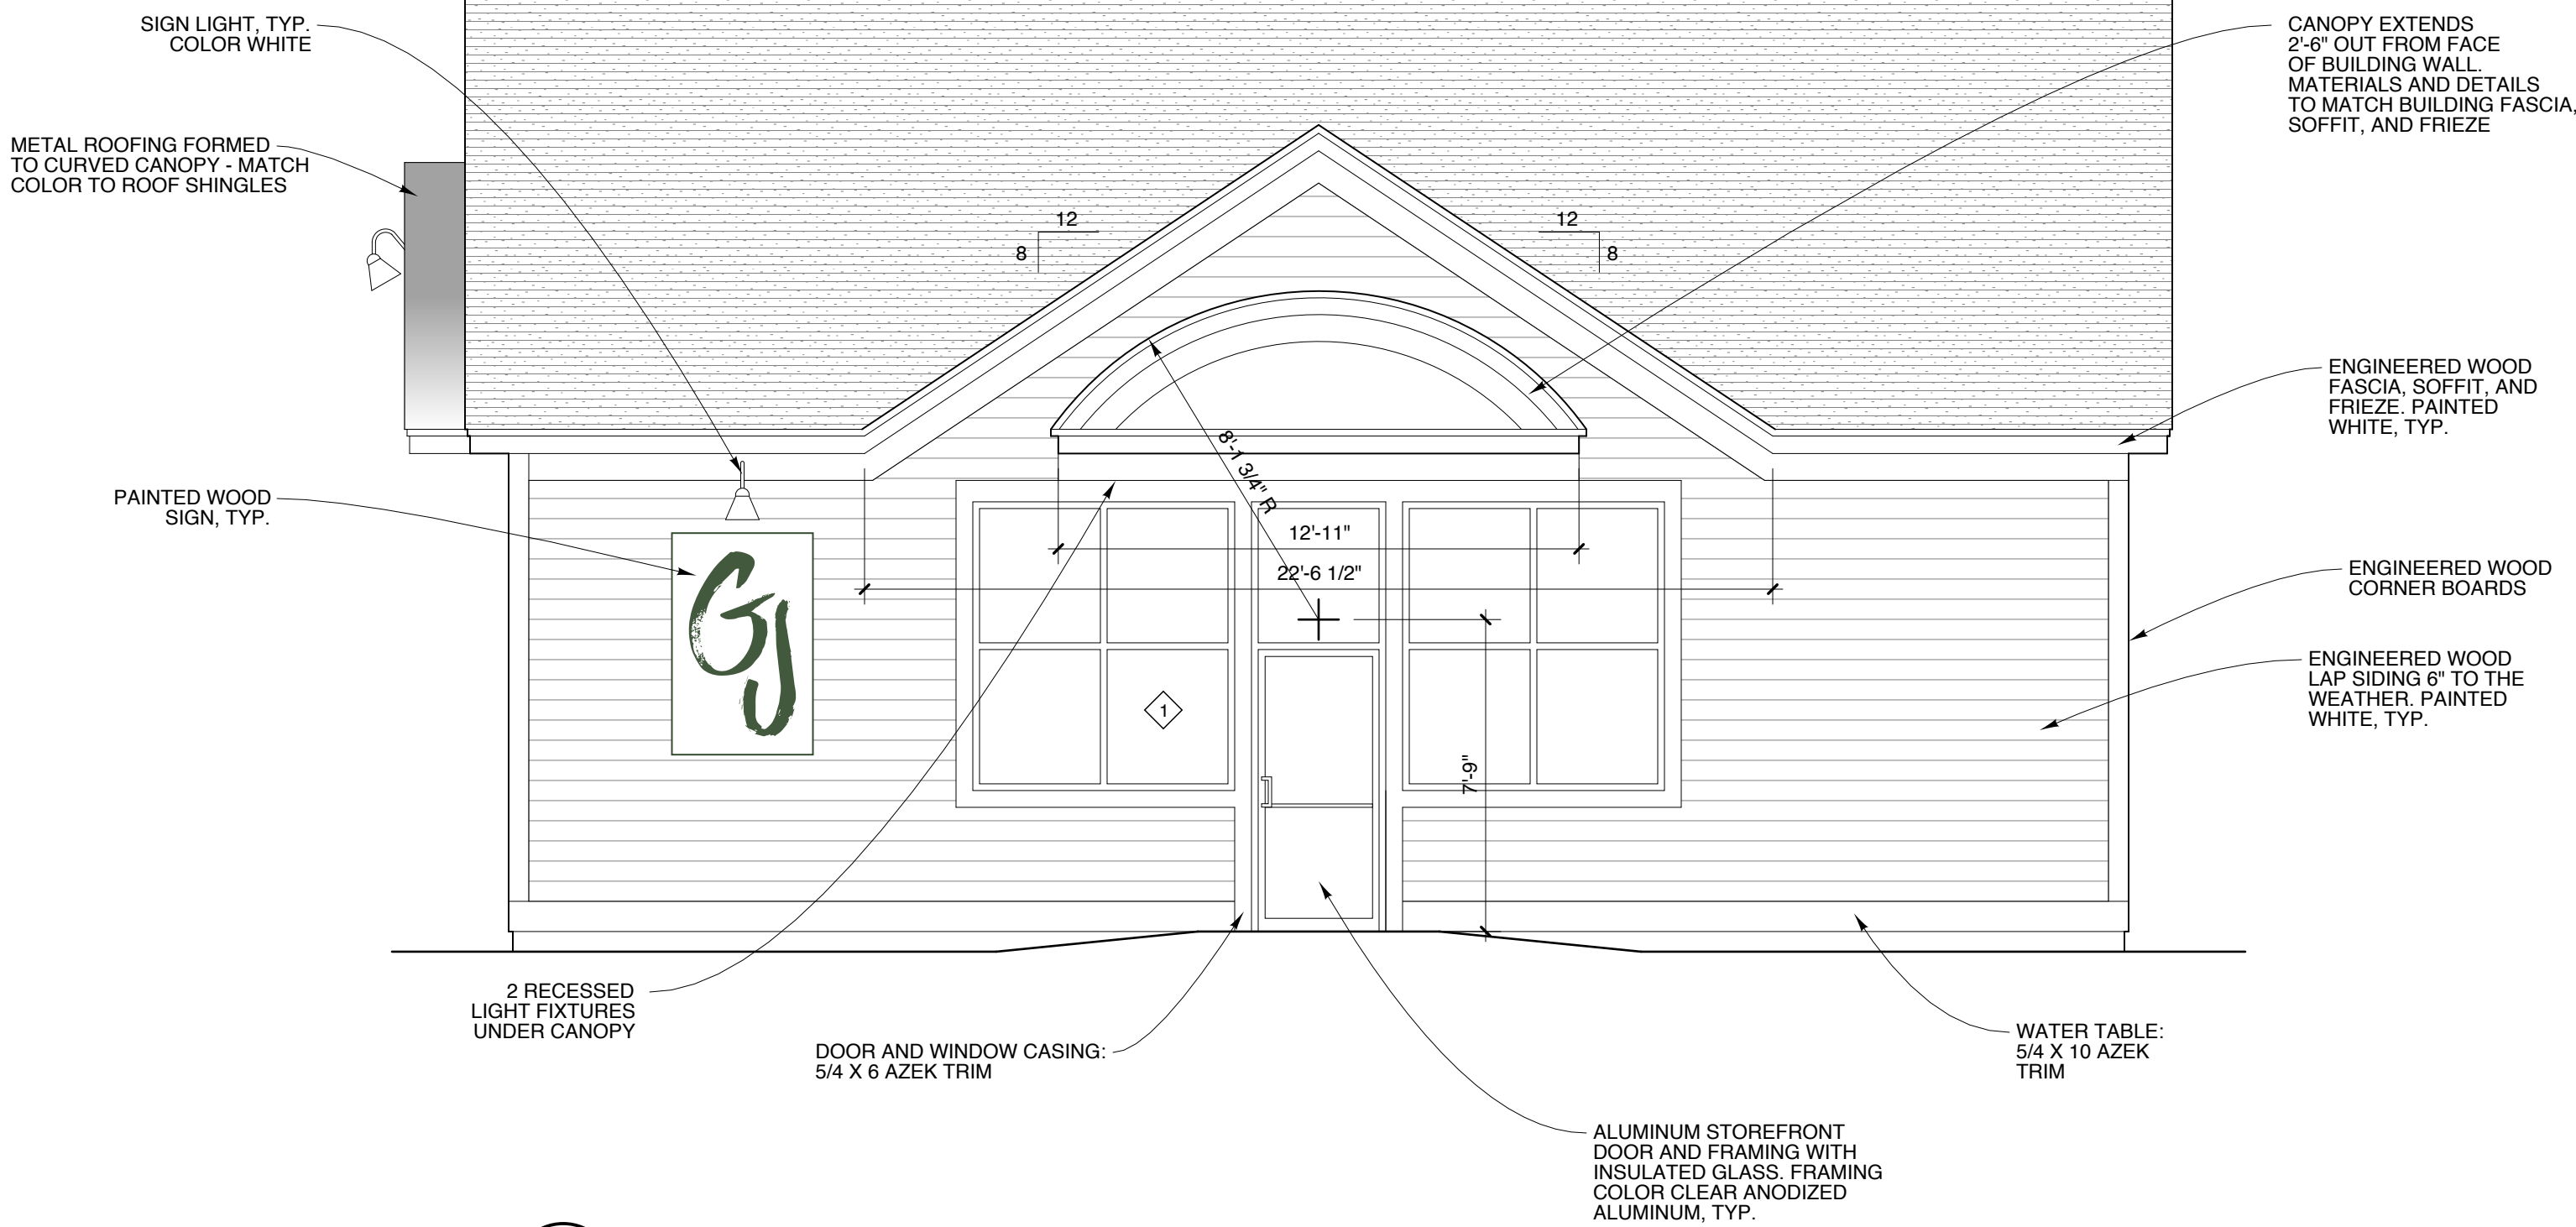 SIGN LIGHT, TYP.
COLOR WHITE
CANOPY EXTENDS
2'-6" OUT FROM FACE
OF BUILDING WALL.
MATERIALS AND DETAILS
TO MATCH BUILDING FASCIA,
SOFFIT, AND FRIEZE
METAL ROOFING FORMED
TO CURVED CANOPY - MATCH
COLOR TO ROOF SHINGLES
12
8
12
8
ENGINEERED WOOD
FASCIA, SOFFIT, AND
FRIEZE. PAINTED
WHITE, TYP.
8'-1 3/4" R
PAINTED WOOD
SIGN, TYP.
12'-11"
22'-6 1/2"
GJ
ENGINEERED WOOD
CORNER BOARDS
ENGINEERED WOOD
LAP SIDING 6" TO THE
WEATHER. PAINTED
WHITE, TYP.
1
7'-9"
2 RECESSED
LIGHT FIXTURES
UNDER CANOPY
DOOR AND WINDOW CASING:
5/4 X 6 AZEK TRIM
WATER TABLE:
5/4 X 10 AZEK
TRIM
ALUMINUM STOREFRONT
DOOR AND FRAMING WITH
INSULATED GLASS. FRAMING
COLOR CLEAR ANODIZED
ALUMINUM, TYP.